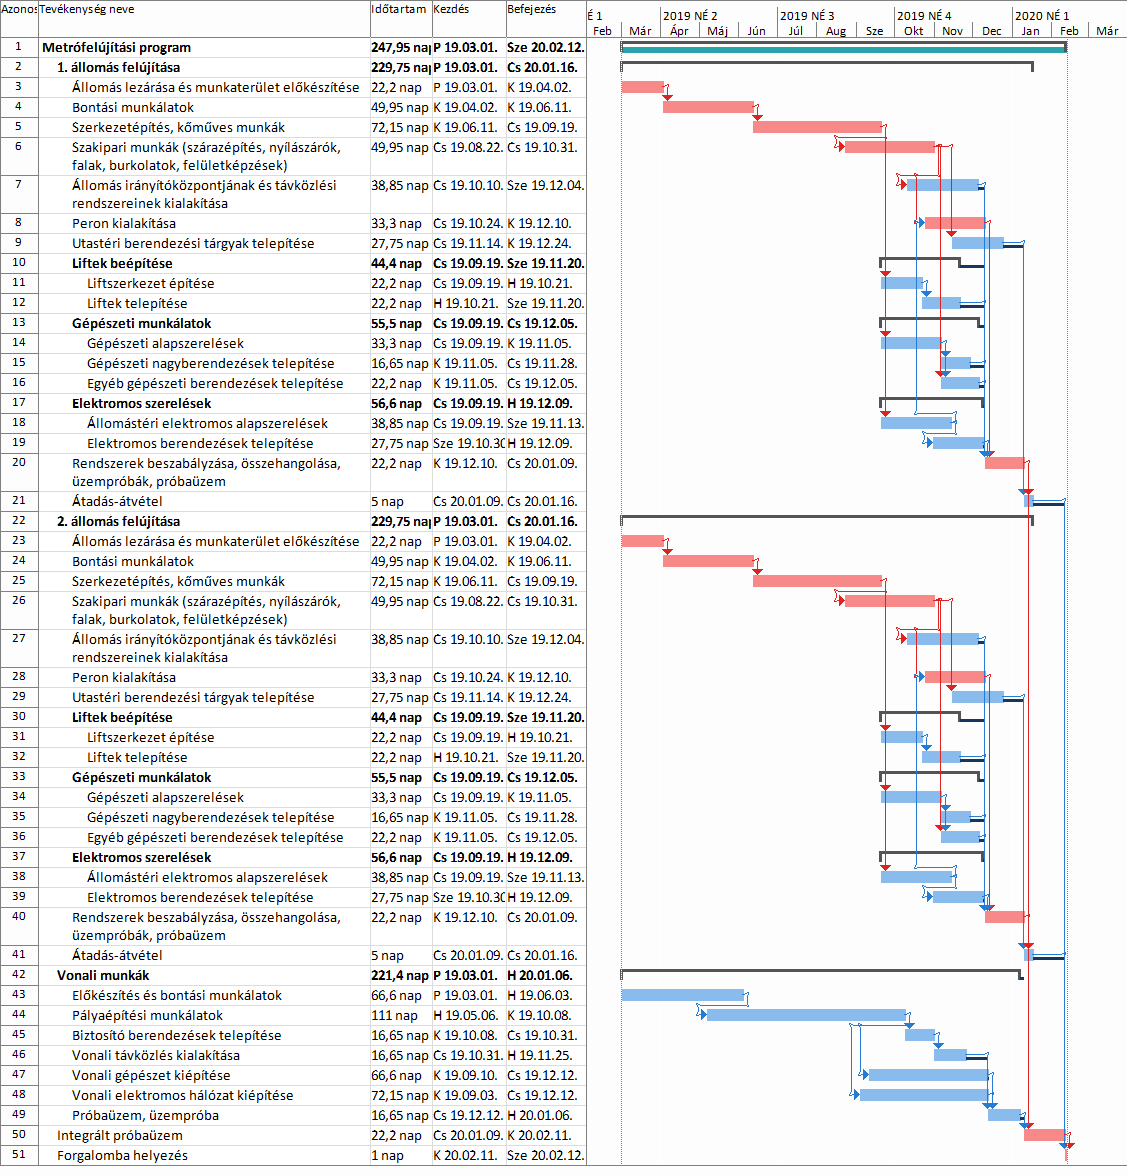 Azonos Tevékenység neve Időtartam Kezdés Befejezés É 1 2019 NÉ 2 2019 NÉ 3 2019 NÉ 4 2020 NÉ 1
Feb Már Ápr Máj Jún Júl Aug Sze Okt Nov Dec Jan Feb Már
1 Metrófelújítási program 247,95 nap P 19.03.01. Sze 20.02.12.
2 1. állomás felújítása 229,75 nap P 19.03.01. Cs 20.01.16.
3 Állomás lezárása és munkaterület előkészítése 22,2 nap P 19.03.01. K 19.04.02.
4 Bontási munkálatok 49,95 nap K 19.04.02. K 19.06.11.
5 Szerkezetépítés, kőműves munkák 72,15 nap K 19.06.11. Cs 19.09.19.
6 Szakipari munkák (szárazépítés, nyílászárók, 49,95 nap Cs 19.08.22. Cs 19.10.31.
falak, burkolatok, felületképzések)
7 Állomás irányítóközpontjának és távközlési 38,85 nap Cs 19.10.10. Sze 19.12.04.
rendszereinek kialakítása
8 Peron kialakítása 33,3 nap Cs 19.10.24. K 19.12.10.
9 Utastéri berendezési tárgyak telepítése 27,75 nap Cs 19.11.14. K 19.12.24.
10 Liftek beépítése 44,4 nap Cs 19.09.19. Sze 19.11.20.
11 Liftszerkezet építése 22,2 nap Cs 19.09.19. H 19.10.21.
12 Liftek telepítése 22,2 nap H 19.10.21. Sze 19.11.20.
13 Gépészeti munkálatok 55,5 nap Cs 19.09.19. Cs 19.12.05.
14 Gépészeti alapszerelések 33,3 nap Cs 19.09.19. K 19.11.05.
15 Gépészeti nagyberendezések telepítése 16,65 nap K 19.11.05. Cs 19.11.28.
16 Egyéb gépészeti berendezések telepítése 22,2 nap K 19.11.05. Cs 19.12.05.
17 Elektromos szerelések 56,6 nap Cs 19.09.19. H 19.12.09.
18 Állomástéri elektromos alapszerelések 38,85 nap Cs 19.09.19. Sze 19.11.13.
19 Elektromos berendezések telepítése 27,75 nap Sze 19.10.30 H 19.12.09.
20 Rendszerek beszabályzása, összehangolása, 22,2 nap K 19.12.10. Cs 20.01.09.
üzempróbák, próbaüzem
21 Átadás-átvétel 5 nap Cs 20.01.09. Cs 20.01.16.
22 2. állomás felújítása 229,75 nap P 19.03.01. Cs 20.01.16.
23 Állomás lezárása és munkaterület előkészítése 22,2 nap P 19.03.01. K 19.04.02.
24 Bontási munkálatok 49,95 nap K 19.04.02. K 19.06.11.
25 Szerkezetépítés, kőműves munkák 72,15 nap K 19.06.11. Cs 19.09.19.
26 Szakipari munkák (szárazépítés, nyílászárók, 49,95 nap Cs 19.08.22. Cs 19.10.31.
falak, burkolatok, felületképzések)
27 Állomás irányítóközpontjának és távközlési 38,85 nap Cs 19.10.10. Sze 19.12.04.
rendszereinek kialakítása
28 Peron kialakítása 33,3 nap Cs 19.10.24. K 19.12.10.
29 Utastéri berendezési tárgyak telepítése 27,75 nap Cs 19.11.14. K 19.12.24.
30 Liftek beépítése 44,4 nap Cs 19.09.19. Sze 19.11.20.
31 Liftszerkezet építése 22,2 nap Cs 19.09.19. H 19.10.21.
32 Liftek telepítése 22,2 nap H 19.10.21. Sze 19.11.20.
33 Gépészeti munkálatok 55,5 nap Cs 19.09.19. Cs 19.12.05.
34 Gépészeti alapszerelések 33,3 nap Cs 19.09.19. K 19.11.05.
35 Gépészeti nagyberendezések telepítése 16,65 nap K 19.11.05. Cs 19.11.28.
36 Egyéb gépészeti berendezések telepítése 22,2 nap K 19.11.05. Cs 19.12.05.
37 Elektromos szerelések 56,6 nap Cs 19.09.19. H 19.12.09.
38 Állomástéri elektromos alapszerelések 38,85 nap Cs 19.09.19. Sze 19.11.13.
39 Elektromos berendezések telepítése 27,75 nap Sze 19.10.30 H 19.12.09.
40 Rendszerek beszabályzása, összehangolása, 22,2 nap K 19.12.10. Cs 20.01.09.
üzempróbák, próbaüzem
41 Átadás-átvétel 5 nap Cs 20.01.09. Cs 20.01.16.
42 Vonali munkák 221,4 nap P 19.03.01. H 20.01.06.
43 Előkészítés és bontási munkálatok 66,6 nap P 19.03.01. H 19.06.03.
44 Pályaépítési munkálatok 111 nap H 19.05.06. K 19.10.08.
45 Biztosító berendezések telepítése 16,65 nap K 19.10.08. Cs 19.10.31.
46 Vonali távközlés kialakítása 16,65 nap Cs 19.10.31. H 19.11.25.
47 Vonali gépészet kiépítése 66,6 nap K 19.09.10. Cs 19.12.12.
48 Vonali elektromos hálózat kiépítése 72,15 nap K 19.09.03. Cs 19.12.12.
49 Próbaüzem, üzempróba 16,65 nap Cs 19.12.12. H 20.01.06.
50 Integrált próbaüzem 22,2 nap Cs 20.01.09. K 20.02.11.
51 Forgalomba helyezés 1 nap K 20.02.11. Sze 20.02.12.